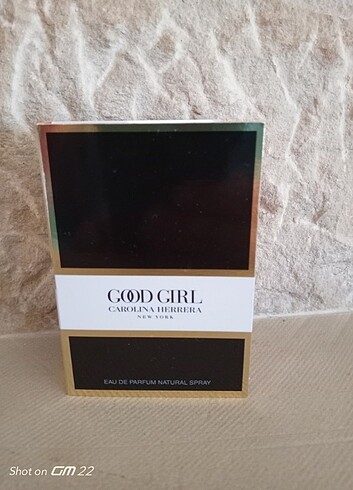 GOOD GIRL
CAROLINA HERRERA
NEW YORK
EAU DE PARFUM NATURAL SPRAY
Shot on GM 22